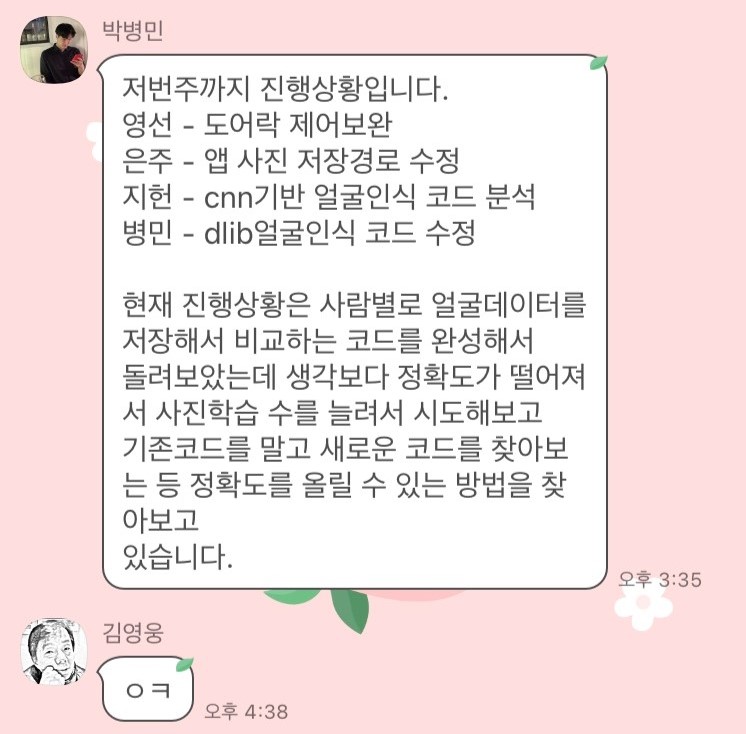 박병민
저번주까지 진행상황입니다.
영선 - 도어락 제어보완
은주 - 앱 사진 저장경로 수정
지헌 - cnn기반 얼굴인식 코드 분석
병민 - dlib얼굴인식 코드 수정
현재 진행상황은 사람별로 얼굴데이터를
저장해서 비교하는 코드를 완성해서
돌려보았는데 생각보다 정확도가 떨어져
서 사진학습 수를 늘려서 시도해보고
기존코드를 말고 새로운 코드를 찾아보
는 등 정확도를 올릴 수 있는 방법을 찾
아보고
있습니다.
오후 3:35
김영웅
ㅇㅋ
오후 4:38